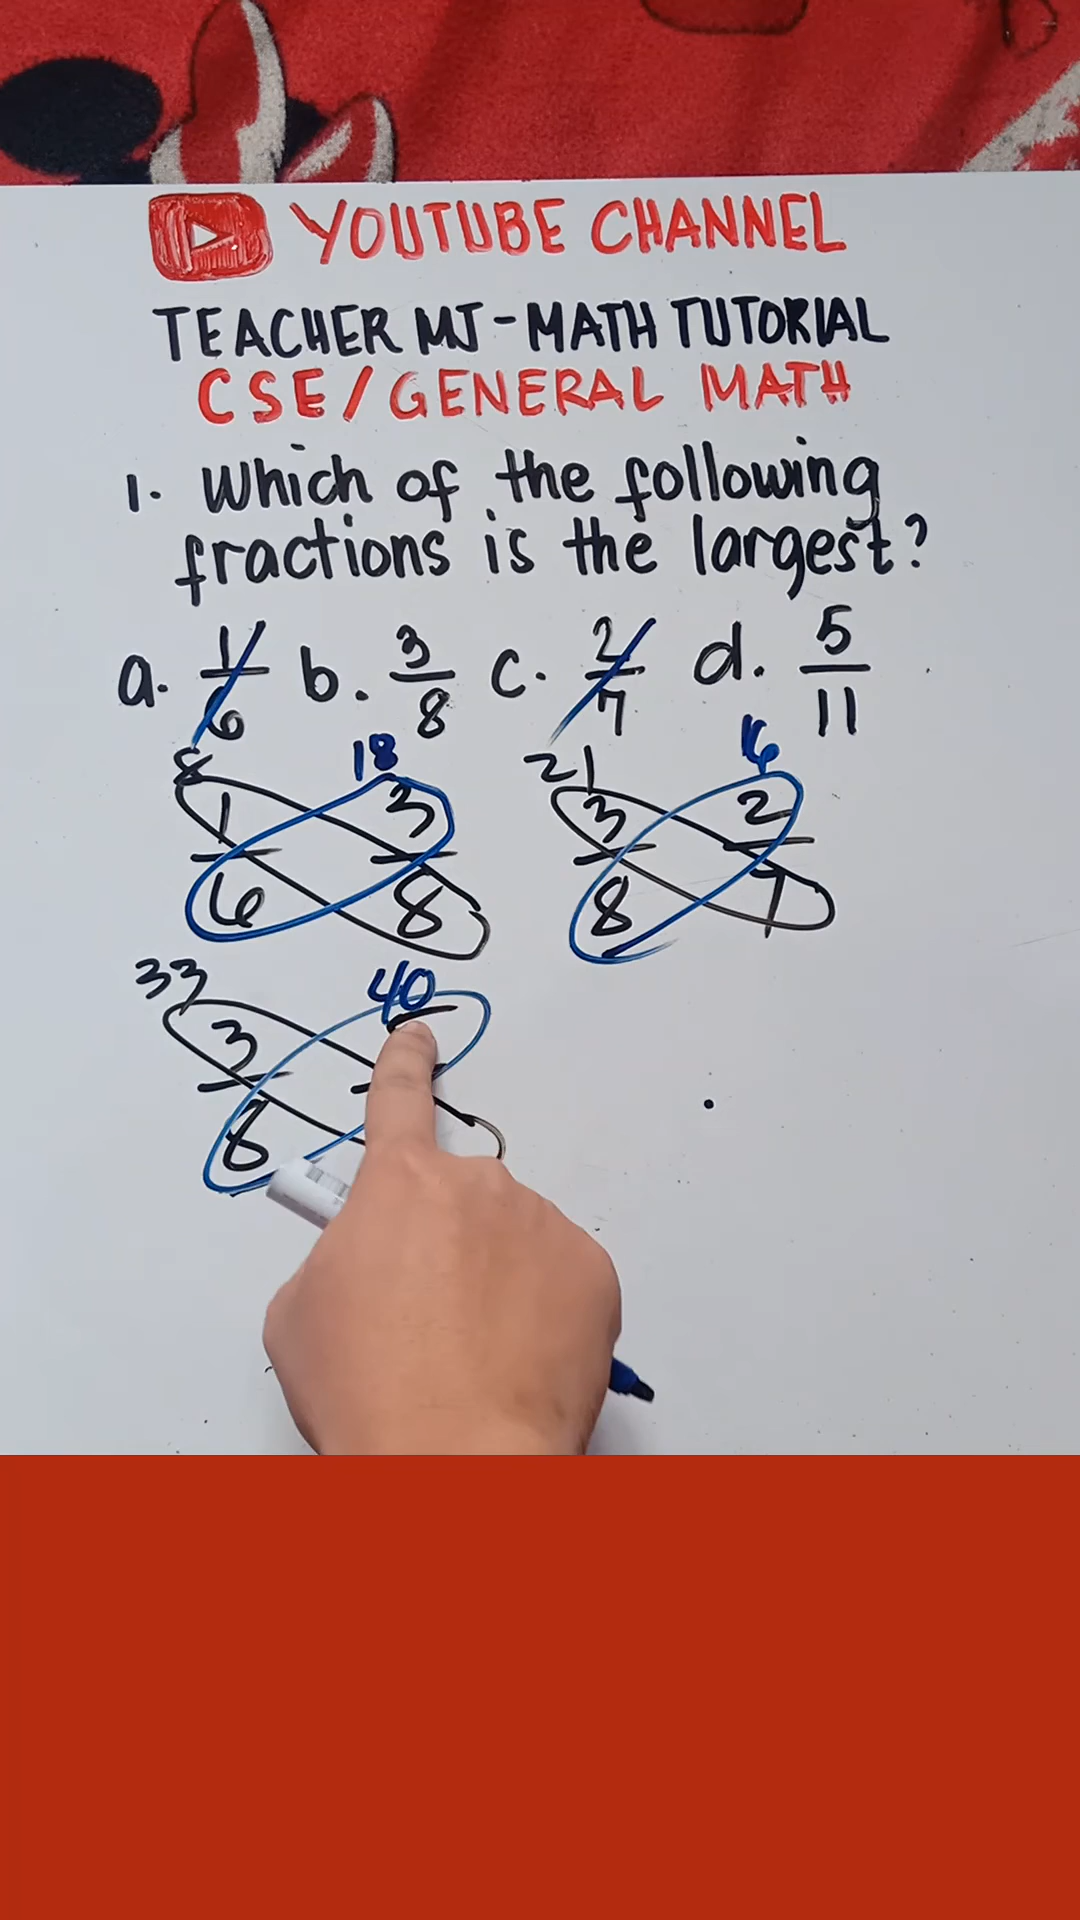 YOUTUBE CHANNEL
TEACHER MJ - MATH TUTORIAL
CSE / GENERAL MATH
1. Which of the following
fractions is the largest?
a. 1/6 b. 3/8 c. 2/7 d. 5/11
8 18 21 16
1/6 3/8 3/8 2/7
33 40
3/8